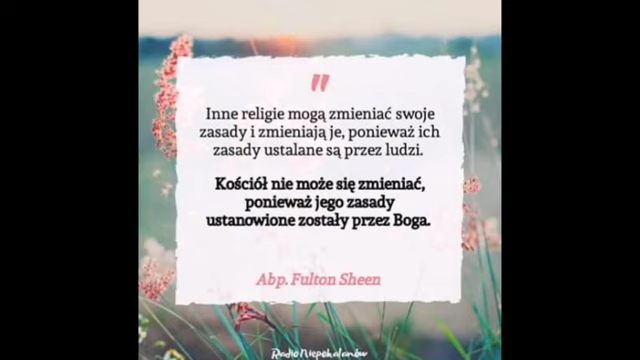 "
Inne religie mogą zmieniać swoje
zasady i zmieniają je, ponieważ ich
zasady ustalane są przez ludzi.
Kościół nie może się zmieniać,
ponieważ jego zasady
ustanowione zostały przez Boga.
Abp. Fulton Sheen
Radio Niepokalanów